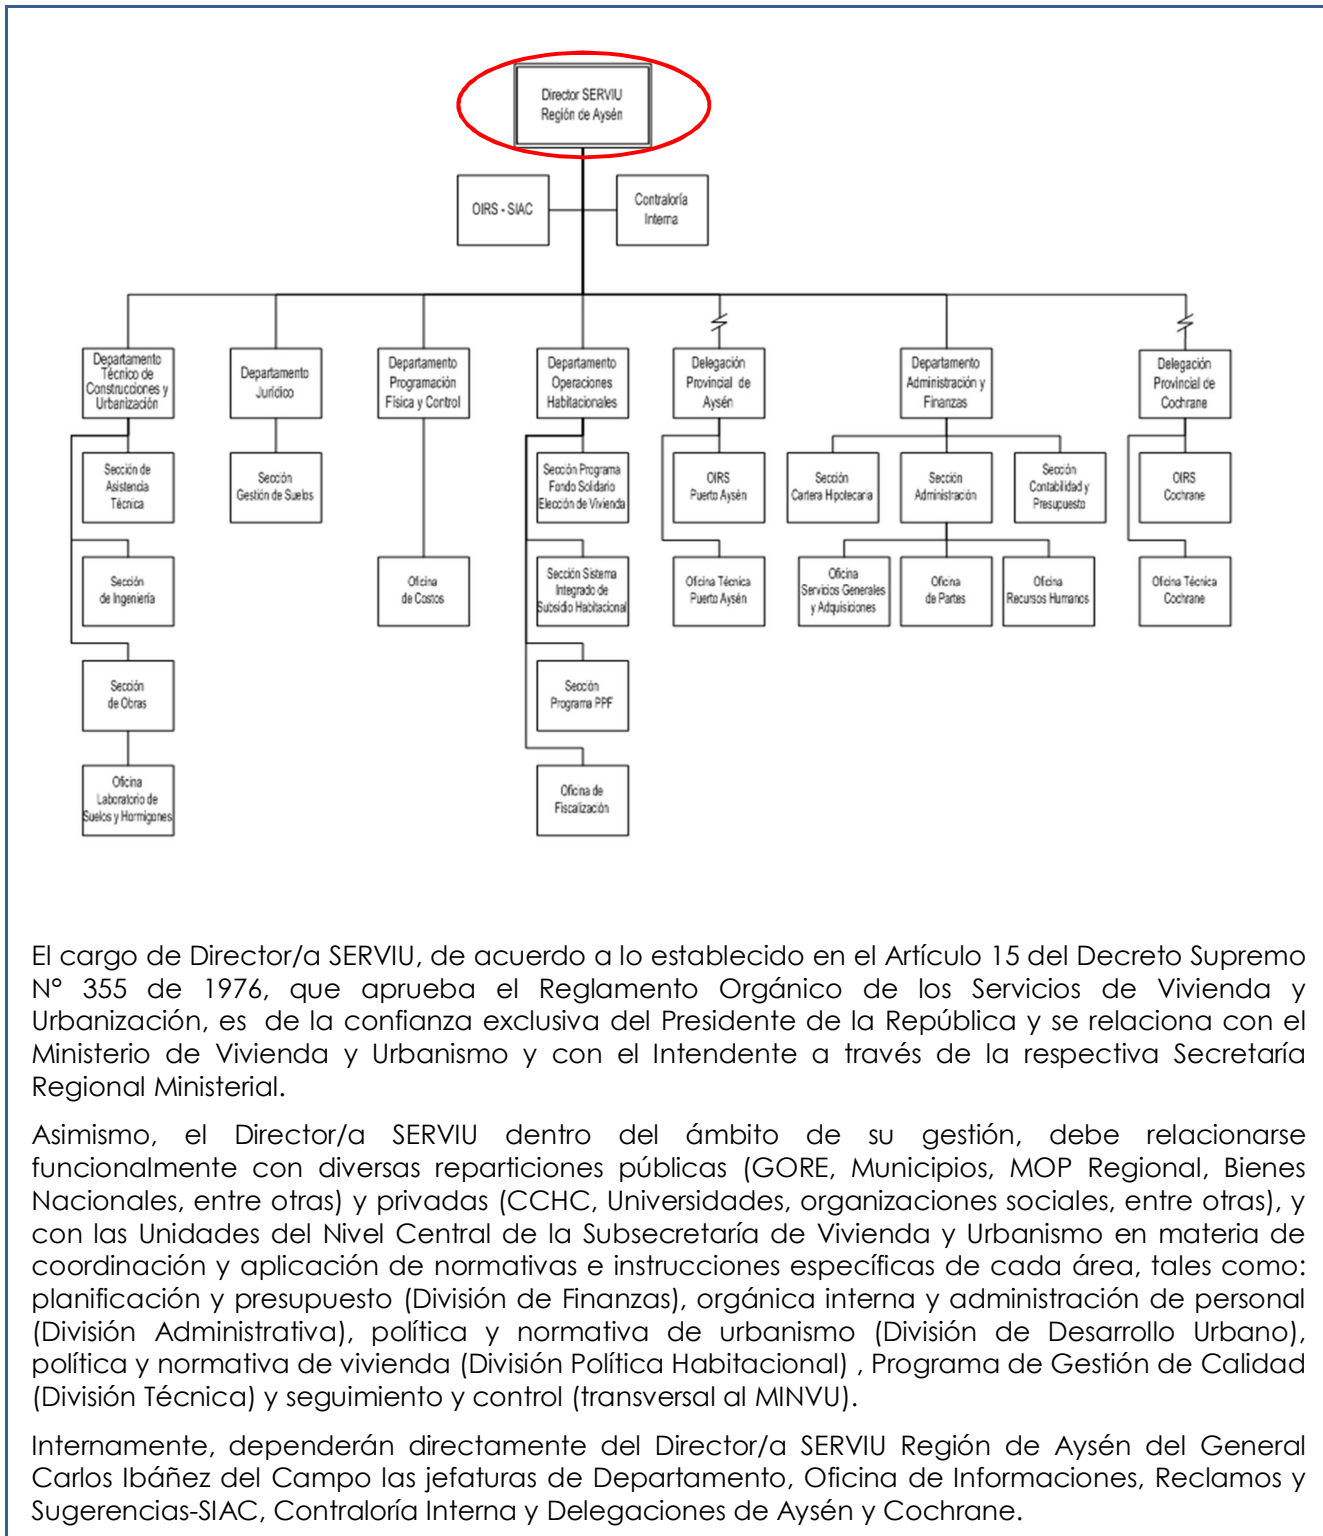 Director SERVIU
Región de Aysén
OIRS - SIAC
Contraloría
Interna
Departamento
Técnico de
Construcciones y
Urbanización
Departamento
Jurídico
Departamento
Programación
Física y Control
Departamento
Operaciones
Habitacionales
Delegación
Provincial de
Aysén
Departamento
Administración y
Finanzas
Delegación
Provincial de
Cochrane
Sección de
Asistencia
Técnica
Sección
Gestión de Suelos
Sección Programa
Fondo Solidario
Elección de Vivienda
OIRS
Puerto Aysén
Sección
Cartera Hipotecaria
Sección
Administración
Sección
Contabilidad y
Presupuesto
OIRS
Cochrane
Sección
de Ingeniería
Oficina
de Costos
Sección Sistema
Integrado de
Subsidio Habitacional
Oficina Técnica
Puerto Aysén
Oficina
Servicios Generales
y Adquisiciones
Oficina
de Partes
Oficina
Recursos Humanos
Oficina Técnica
Cochrane
Sección
de Obras
Sección
Programa PPF
Oficina
Laboratorio de
Suelos y Hormigones
Oficina de
Fiscalización
El cargo de Director/a SERVIU, de acuerdo a lo establecido en el Artículo 15 del Decreto Supremo
N° 355 de 1976, que aprueba el Reglamento Orgánico de los Servicios de Vivienda y
Urbanización, es de la confianza exclusiva del Presidente de la República y se relaciona con el
Ministerio de Vivienda y Urbanismo y con el Intendente a través de la respectiva Secretaría
Regional Ministerial.
Asimismo, el Director/a SERVIU dentro del ámbito de su gestión, debe relacionarse
funcionalmente con diversas reparticiones públicas (GORE, Municipios, MOP Regional, Bienes
Nacionales, entre otras) y privadas (CCHC, Universidades, organizaciones sociales, entre otras), y
con las Unidades del Nivel Central de la Subsecretaría de Vivienda y Urbanismo en materia de
coordinación y aplicación de normativas e instrucciones específicas de cada área, tales como:
planificación y presupuesto (División de Finanzas), orgánica interna y administración de personal
(División Administrativa), política y normativa de urbanismo (División de Desarrollo Urbano),
política y normativa de vivienda (División Política Habitacional) , Programa de Gestión de Calidad
(División Técnica) y seguimiento y control (transversal al MINVU).
Internamente, dependerán directamente del Director/a SERVIU Región de Aysén del General
Carlos Ibáñez del Campo las jefaturas de Departamento, Oficina de Informaciones, Reclamos y
Sugerencias-SIAC, Contraloría Interna y Delegaciones de Aysén y Cochrane.